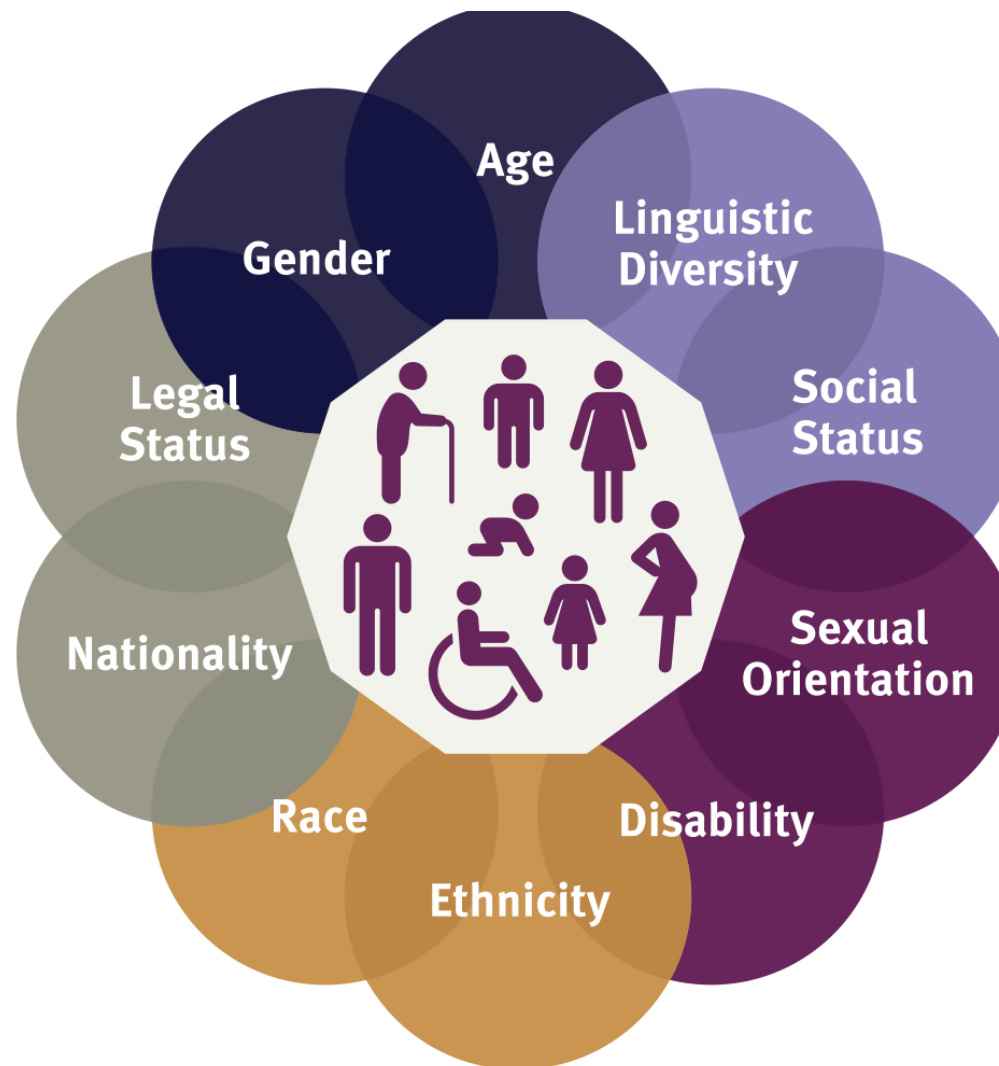 Age
Linguistic
Diversity
Gender
Social
Status
Legal
Status
Sexual
Orientation
Nationality
Race
Disability
Ethnicity